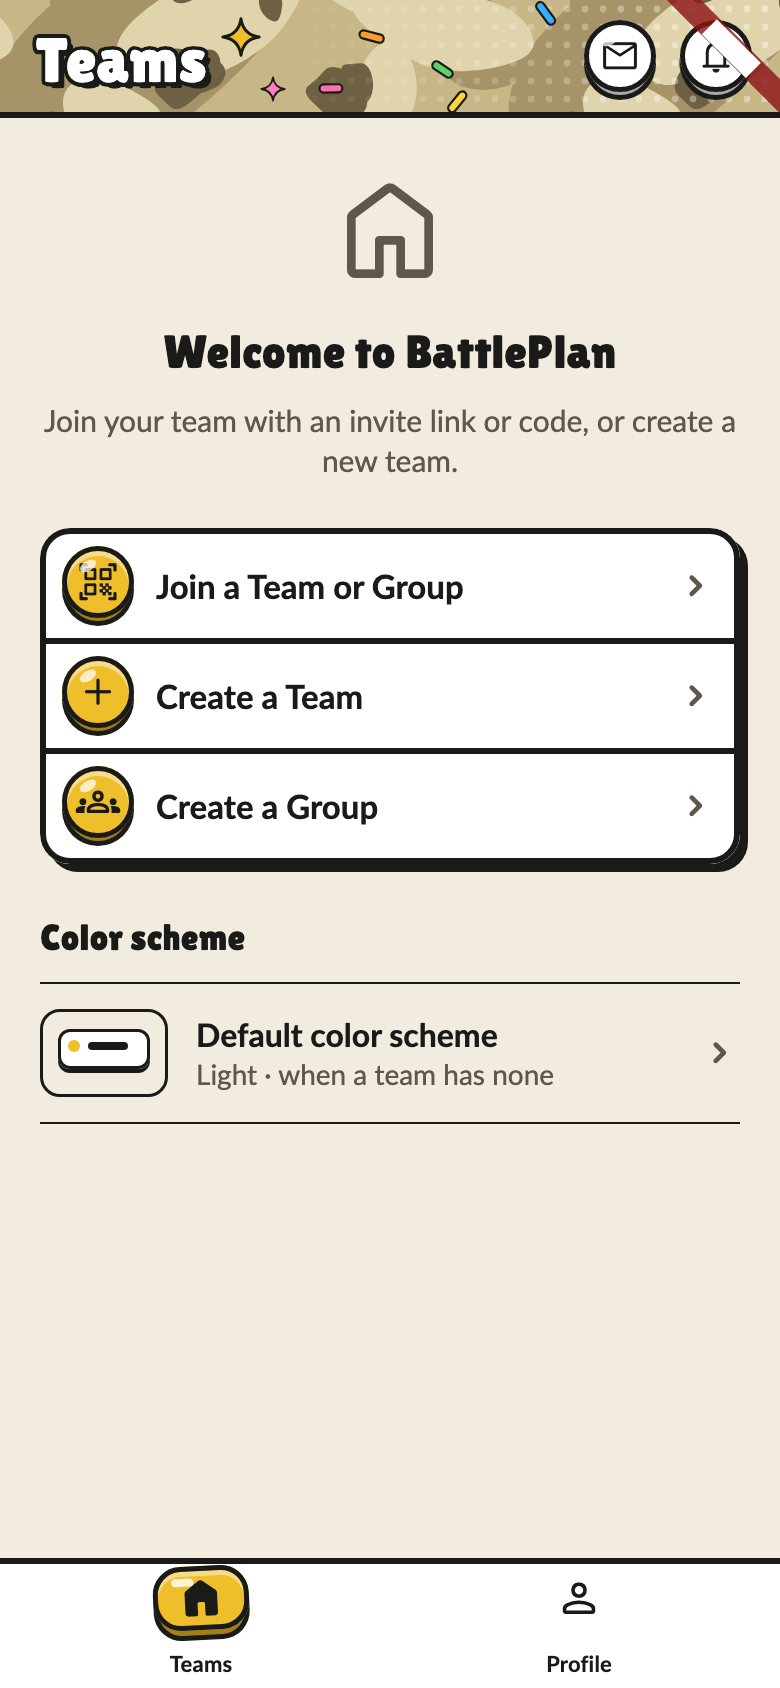 Teams
Welcome to BattlePlan
Join your team with an invite link or code, or create a
new team.
Join a Team or Group
Create a Team
Create a Group
Color scheme
Default color scheme
Light · when a team has none
Teams
Profile